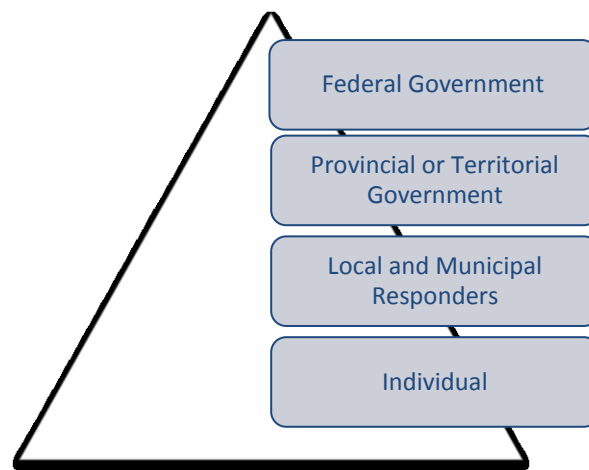 Federal Government
Provincial or Territorial
Government
Local and Municipal
Responders
Individual